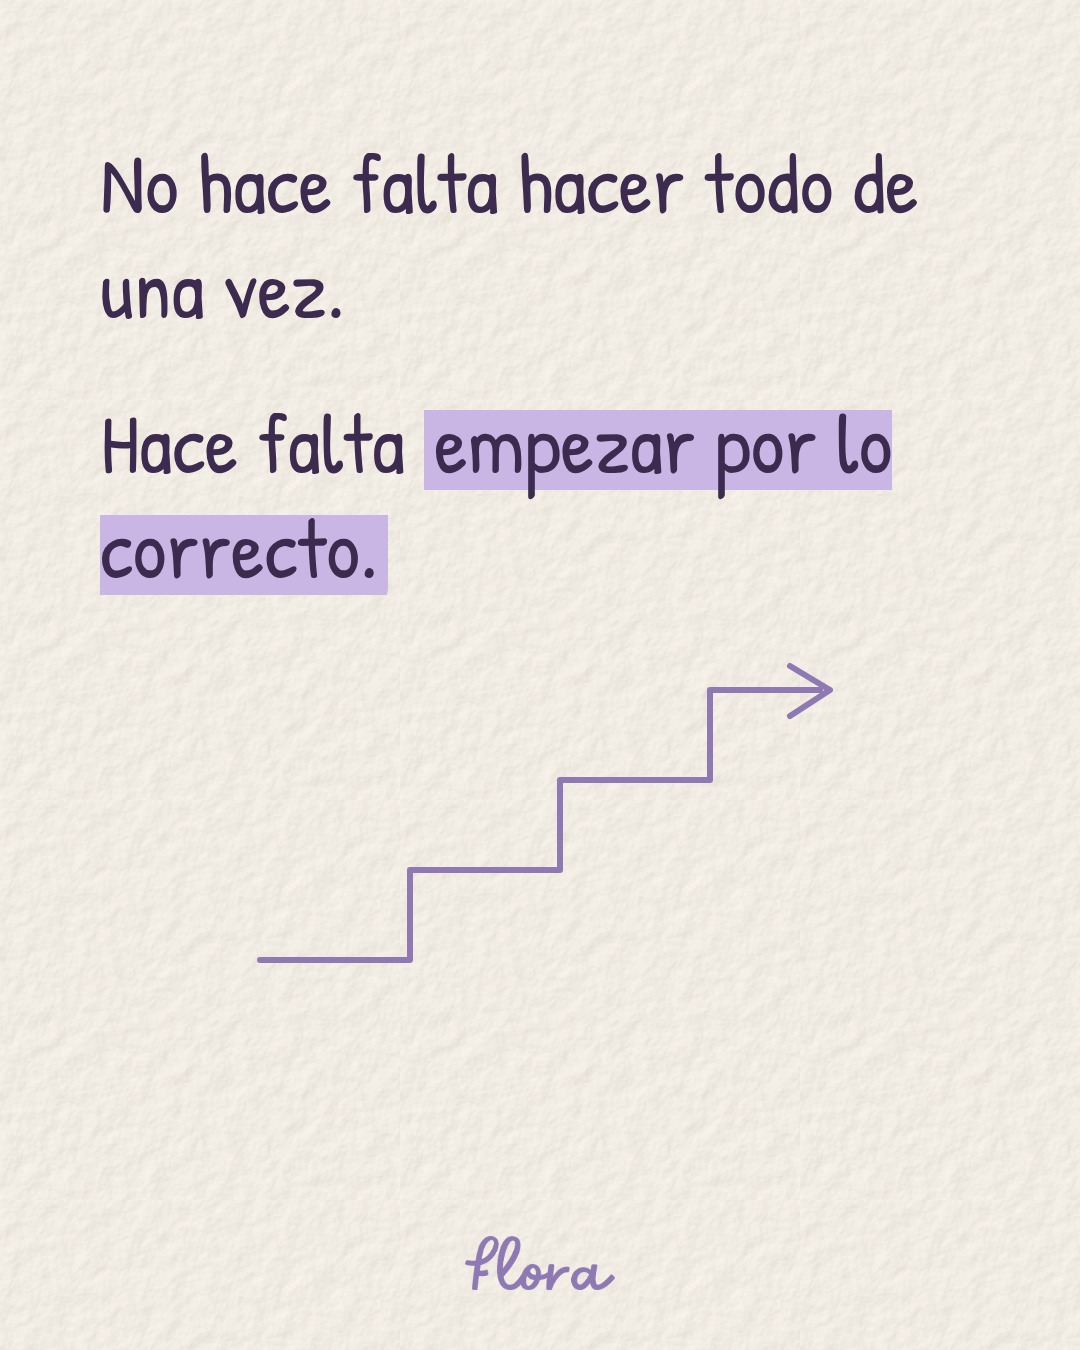 No hace falta hacer todo de
una vez.
Hace falta empezar por lo
correcto.
flora